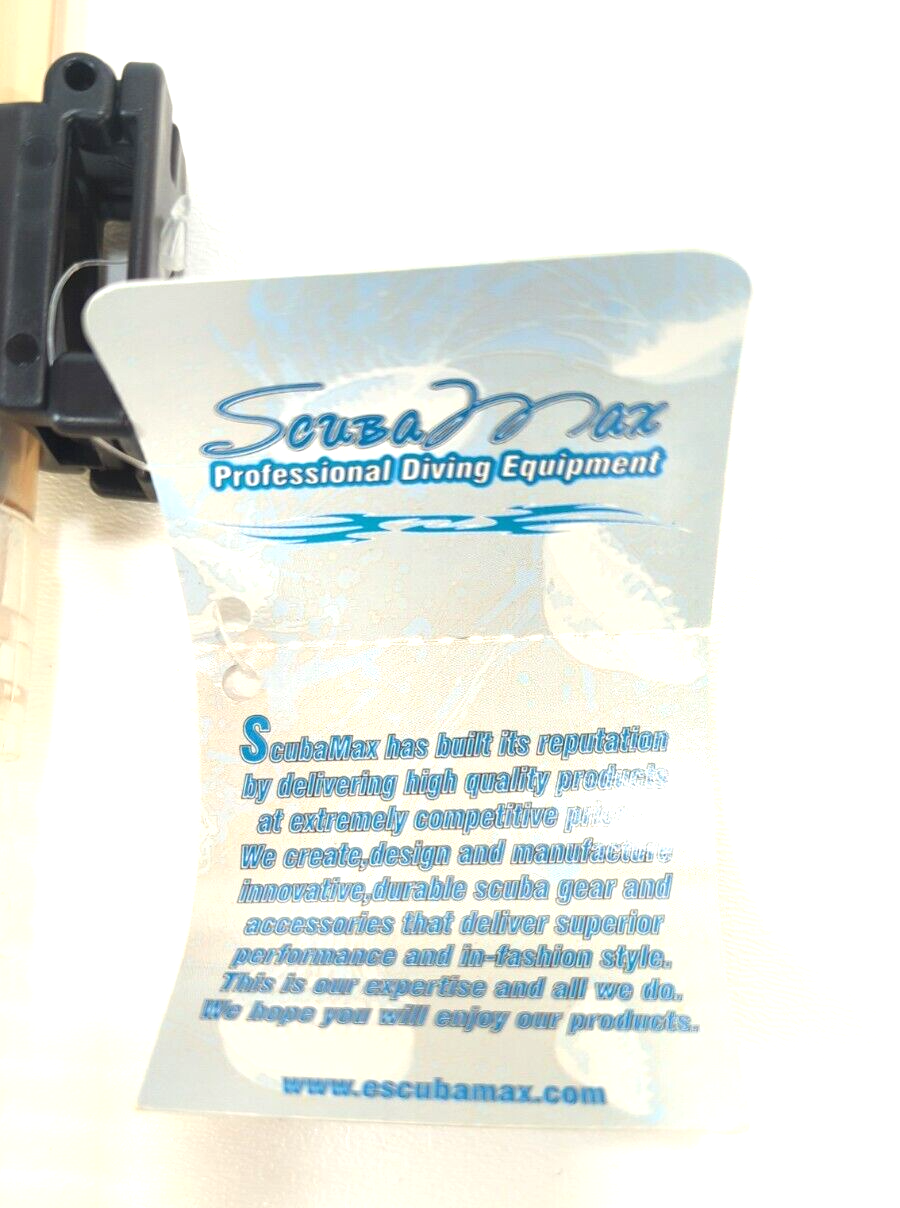 ScubaMax
Professional Diving Equipment
ScubaMax has built its reputation
by delivering high quality products
at extremely competitive
We create,design and manufacture
innovative,durable scuba gear and
accessories that deliver superior
performance and in-fashion style.
This is our expertise and all we do.
We hope you will enjoy our products.
www.escubamax.com